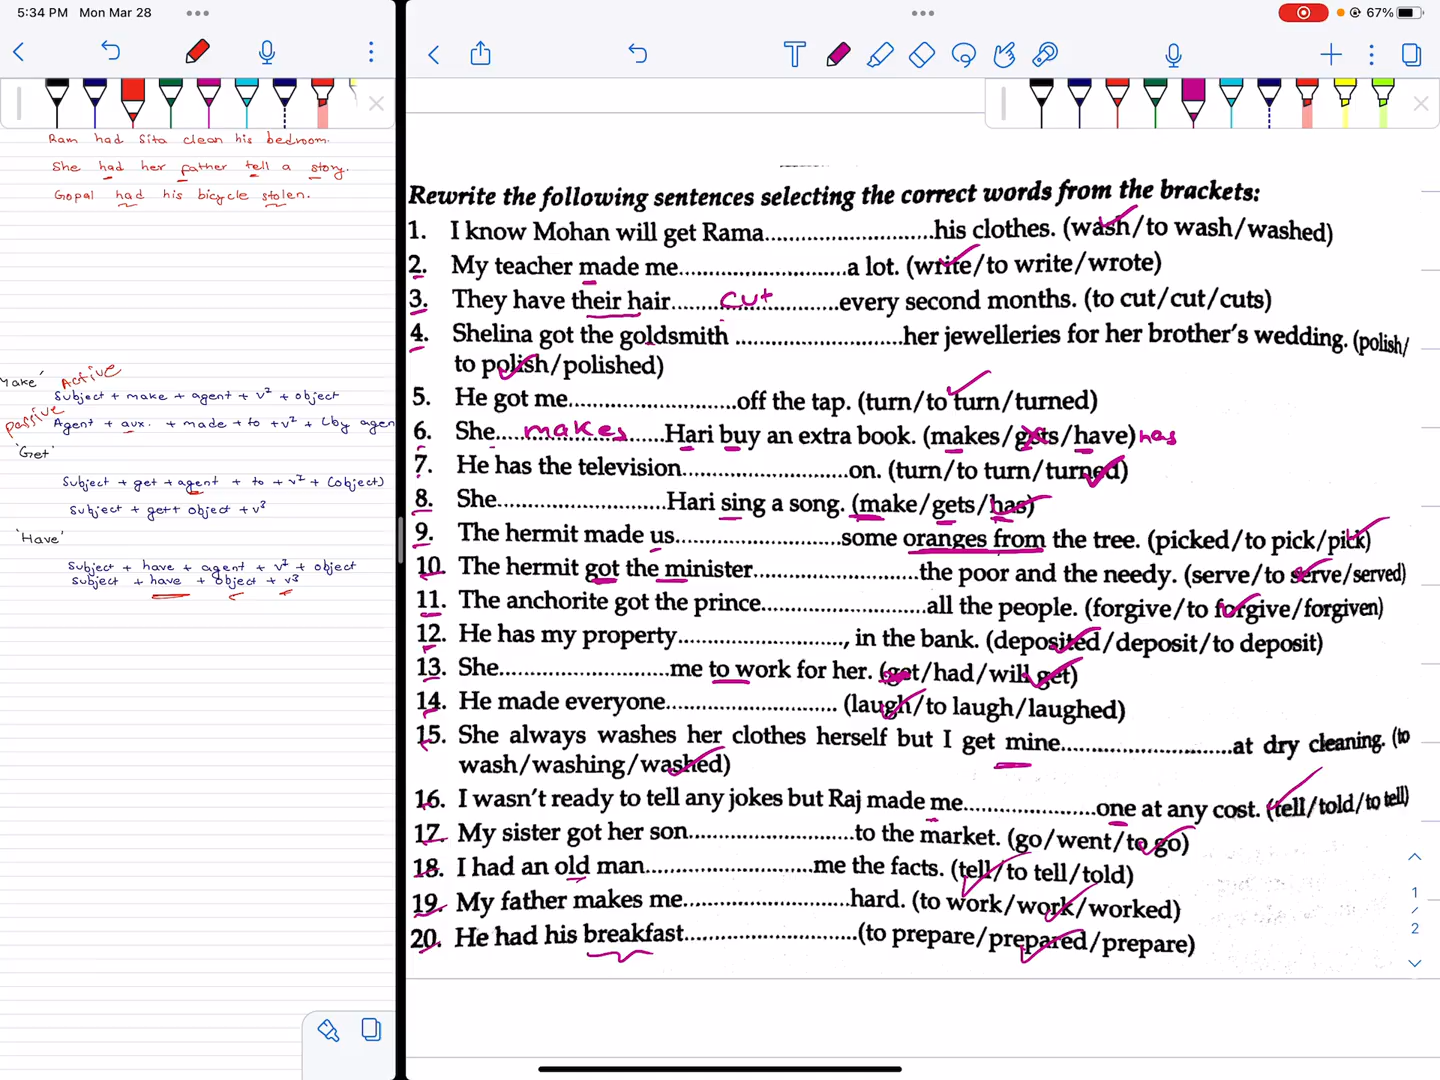 5:34 PM Mon Mar 28
67%
Ram had Sita clean his bedroom.
She had her father tell a story.
Gopal had his bicycle stolen.
Make' Active
Subject + make + agent + v² + object
Passive
Agent + aux. + made + to + v² + (by agen
'Get'
Subject + get + agent + to + v² + (object)
Subject + get + object + v³
'Have'
Subject + have + agent + v¹ + object
Subject + have + object + v³
Rewrite the following sentences selecting the correct words from the brackets:
1. I know Mohan will get Rama..............................his clothes. (wash/to wash/washed)
2. My teacher made me.............................a lot. (write/to write/wrote)
3. They have their hair.......cut...........every second months. (to cut/cut/cuts)
4. Shelina got the goldsmith .............................her jewelleries for her brother's wedding. (polish/
to polish/polished)
5. He got me.............................off the tap. (turn/to turn/turned)
6. She....makes......Hari buy an extra book. (makes/gets/have) has
7. He has the television.............................on. (turn/to turn/turned)
8. She.............................Hari sing a song. (make/gets/has)
9. The hermit made us.............................some oranges from the tree. (picked/to pick/pick)
10. The hermit got the minister.............................the poor and the needy. (serve/to serve/served)
11. The anchorite got the prince.............................all the people. (forgive/to forgive/forgiven)
12. He has my property............................., in the bank. (deposited/deposit/to deposit)
13. She.............................me to work for her. (get/had/will get)
14. He made everyone............................. (laugh/to laugh/laughed)
15. She always washes her clothes herself but I get mine.............................at dry cleaning. (to
wash/washing/washed)
16. I wasn't ready to tell any jokes but Raj made me.......................one at any cost. (tell/told/to tell)
17. My sister got her son.............................to the market. (go/went/to go)
18. I had an old man.............................me the facts. (tell/to tell/told)
19. My father makes me.............................hard. (to work/work/worked)
20. He had his breakfast.............................(to prepare/prepared/prepare)
1
/
2